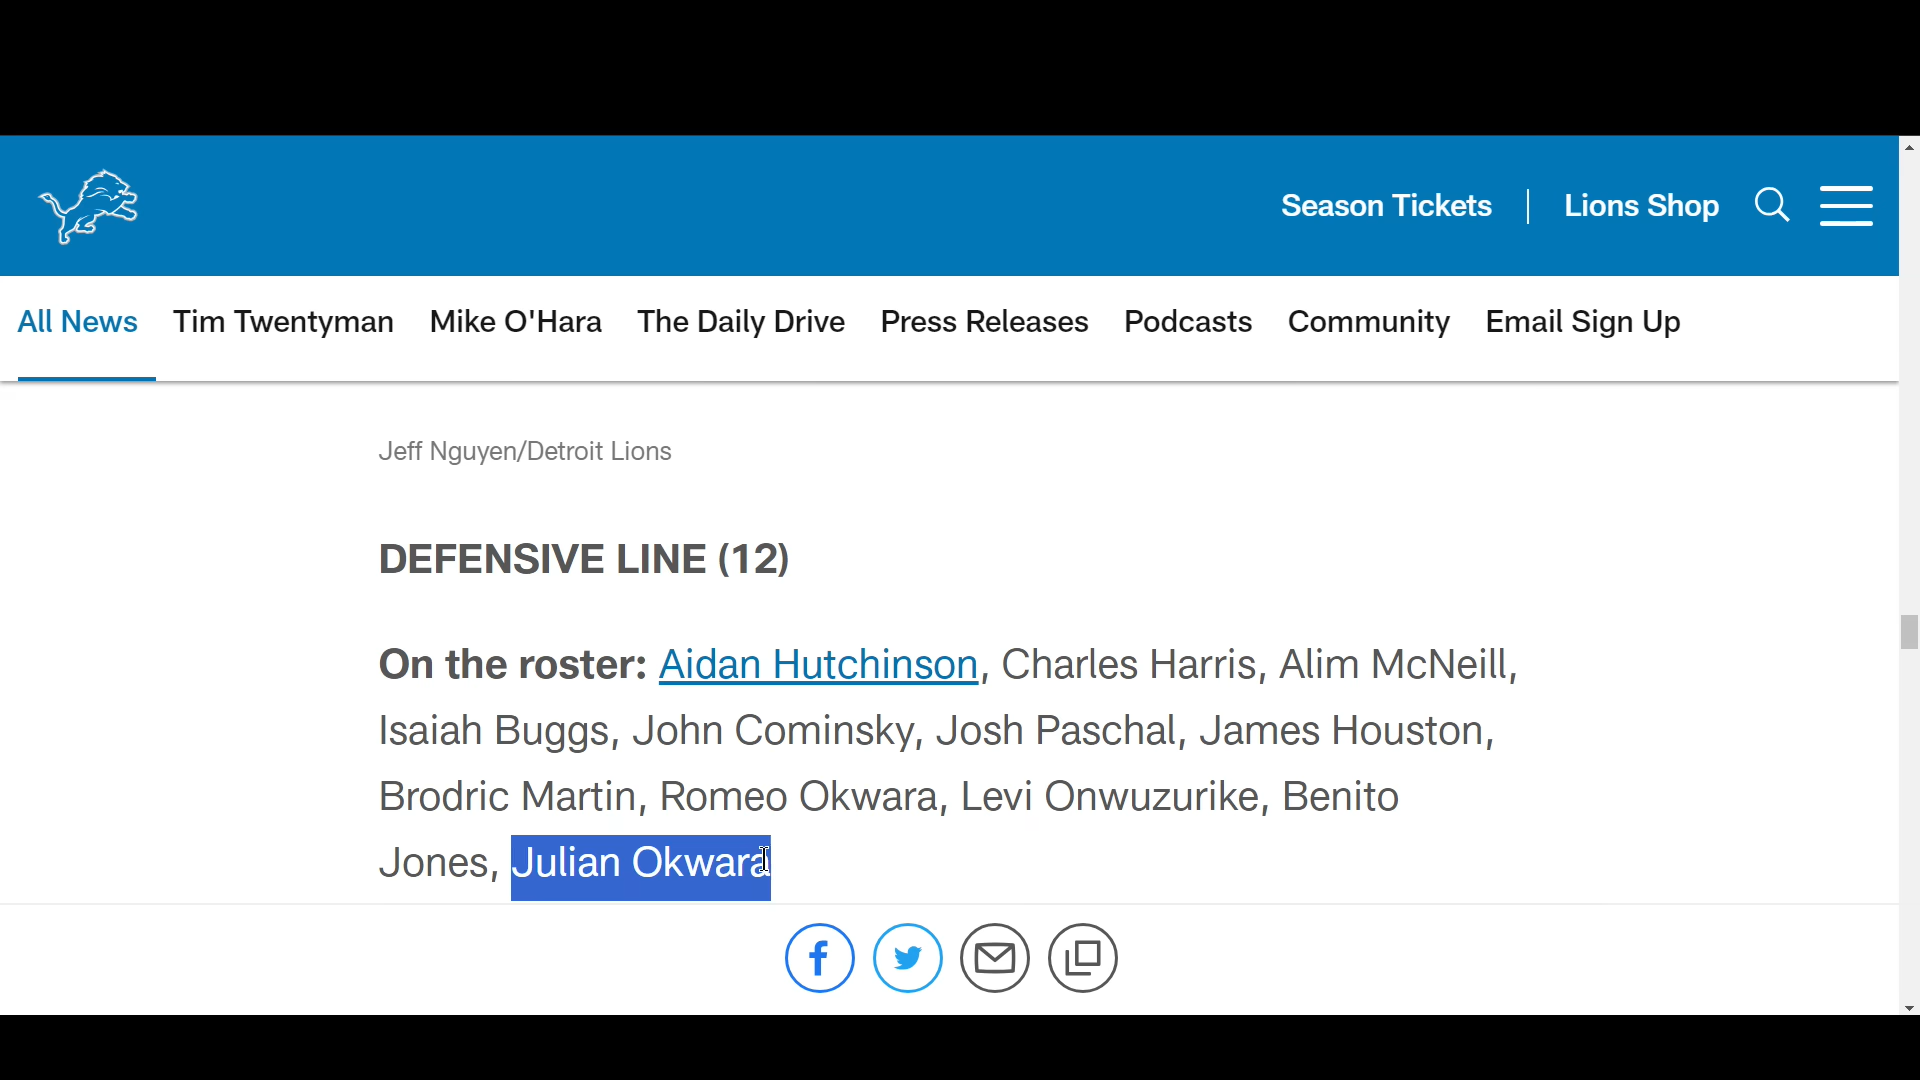 Season Tickets | Lions Shop
All News Tim Twentyman Mike O'Hara The Daily Drive Press Releases Podcasts Community Email Sign Up
Jeff Nguyen/Detroit Lions
DEFENSIVE LINE (12)
On the roster: Aidan Hutchinson, Charles Harris, Alim McNeill,
Isaiah Buggs, John Cominsky, Josh Paschal, James Houston,
Brodric Martin, Romeo Okwara, Levi Onwuzurike, Benito
Jones, Julian Okwara